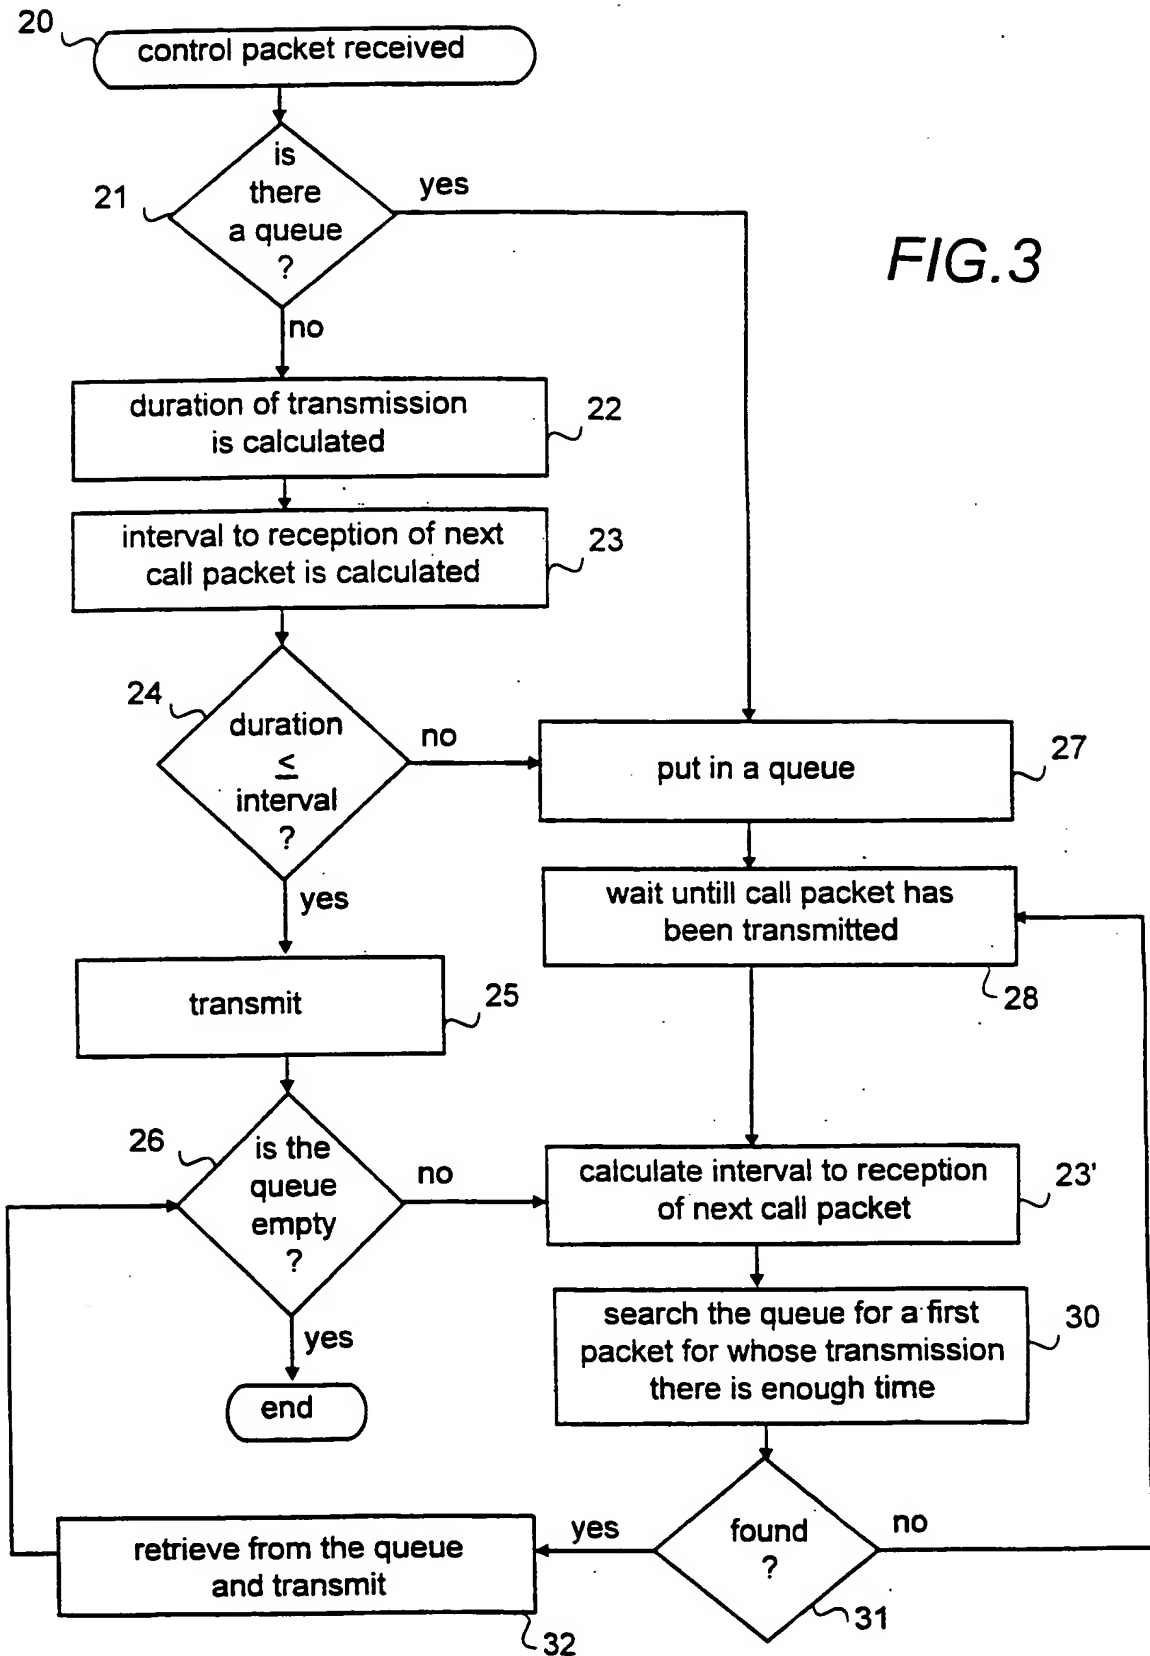 20
control packet received
is
there
a queue
?
21
yes
FIG.3
no
duration of transmission
is calculated
22
interval to reception of next
call packet is calculated
23
24
duration
≤
interval
?
no
put in a queue
27
yes
wait untill call packet has
been transmitted
28
transmit
25
26
is the
queue
empty
?
no
calculate interval to reception
of next call packet
23'
yes
end
search the queue for a first
packet for whose transmission
there is enough time
30
found
?
yes
no
31
retrieve from the queue
and transmit
32